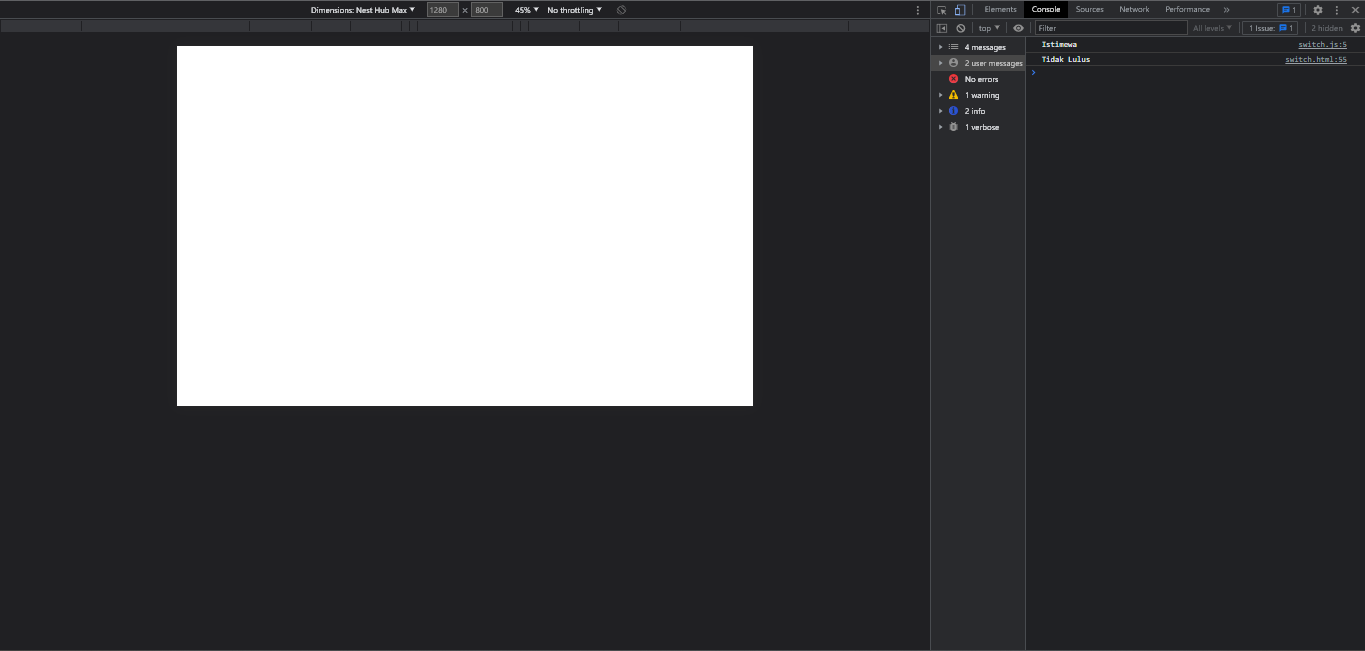 Dimensions: Nest Hub Max 1280 × 800 45% No throttling
Elements Console Sources Network Performance » 1
top Filter All levels 1 Issue: 1 2 hidden
4 messages
2 user messages
No errors
1 warning
2 info
1 verbose
Istimewa switch.js:5
Tidak Lulus switch.html:55